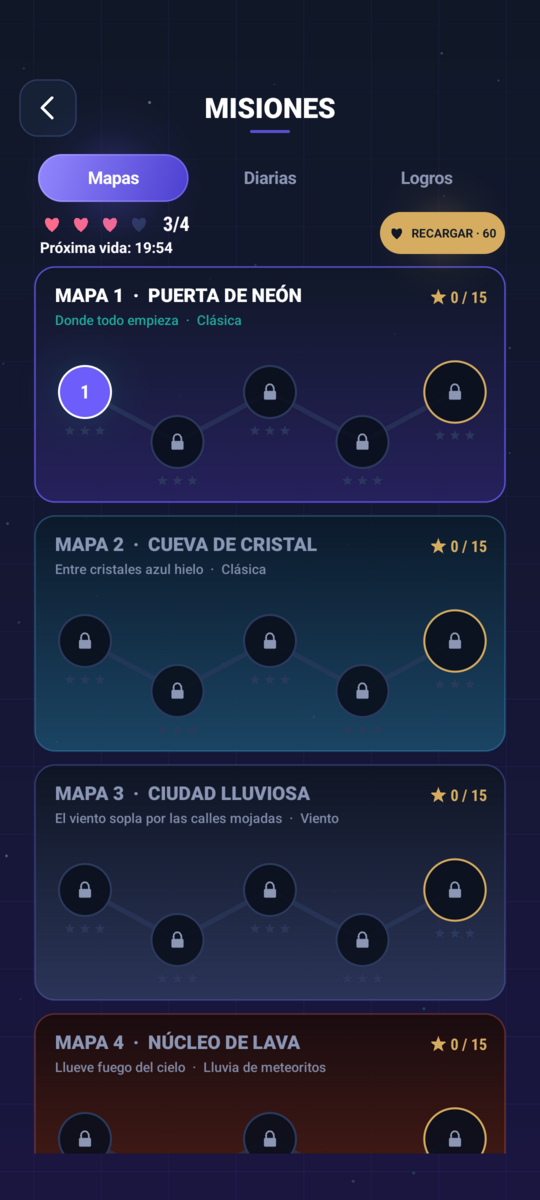 MISIONES
Mapas
Diarias
Logros
3/4
Próxima vida: 19:54
RECARGAR · 60
MAPA 1 · PUERTA DE NEÓN
0 / 15
Donde todo empieza · Clásica
1
MAPA 2 · CUEVA DE CRISTAL
0 / 15
Entre cristales azul hielo · Clásica
MAPA 3 · CIUDAD LLUVIOSA
0 / 15
El viento sopla por las calles mojadas · Viento
MAPA 4 · NÚCLEO DE LAVA
0 / 15
Llueve fuego del cielo · Lluvia de meteoritos